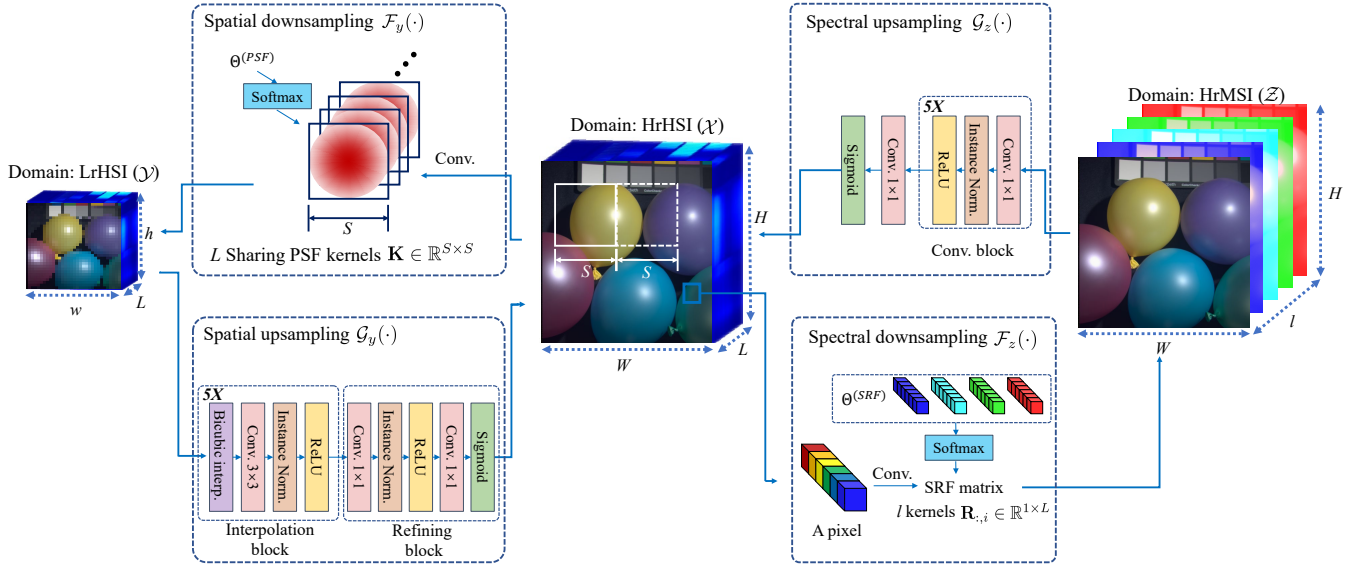 Spatial downsampling 𝓕_y(·)
Θ^(PSF)
Softmax
S
L Sharing PSF kernels K ∈ ℝ^{S×S}
Conv.
Domain: LrHSI (𝒴)
h
L
w
Spatial upsampling 𝓖_y(·)
5X
Bicubic interp.
Conv. 3×3
Instance Norm.
ReLU
Conv. 1×1
Instance Norm.
ReLU
Conv. 1×1
Sigmoid
Interpolation
block
Refining
block
Domain: HrHSI (𝒳)
S
S
H
L
W
Spectral upsampling 𝓖_z(·)
5X
Sigmoid
Conv. 1×1
ReLU
Instance Norm.
Conv. 1×1
Conv. block
Domain: HrMSI (𝒵)
H
l
W
Spectral downsampling 𝓕_z(·)
Θ^(SRF)
Softmax
Conv.
SRF matrix
l kernels R_{:,i} ∈ ℝ^{1×L}
A pixel